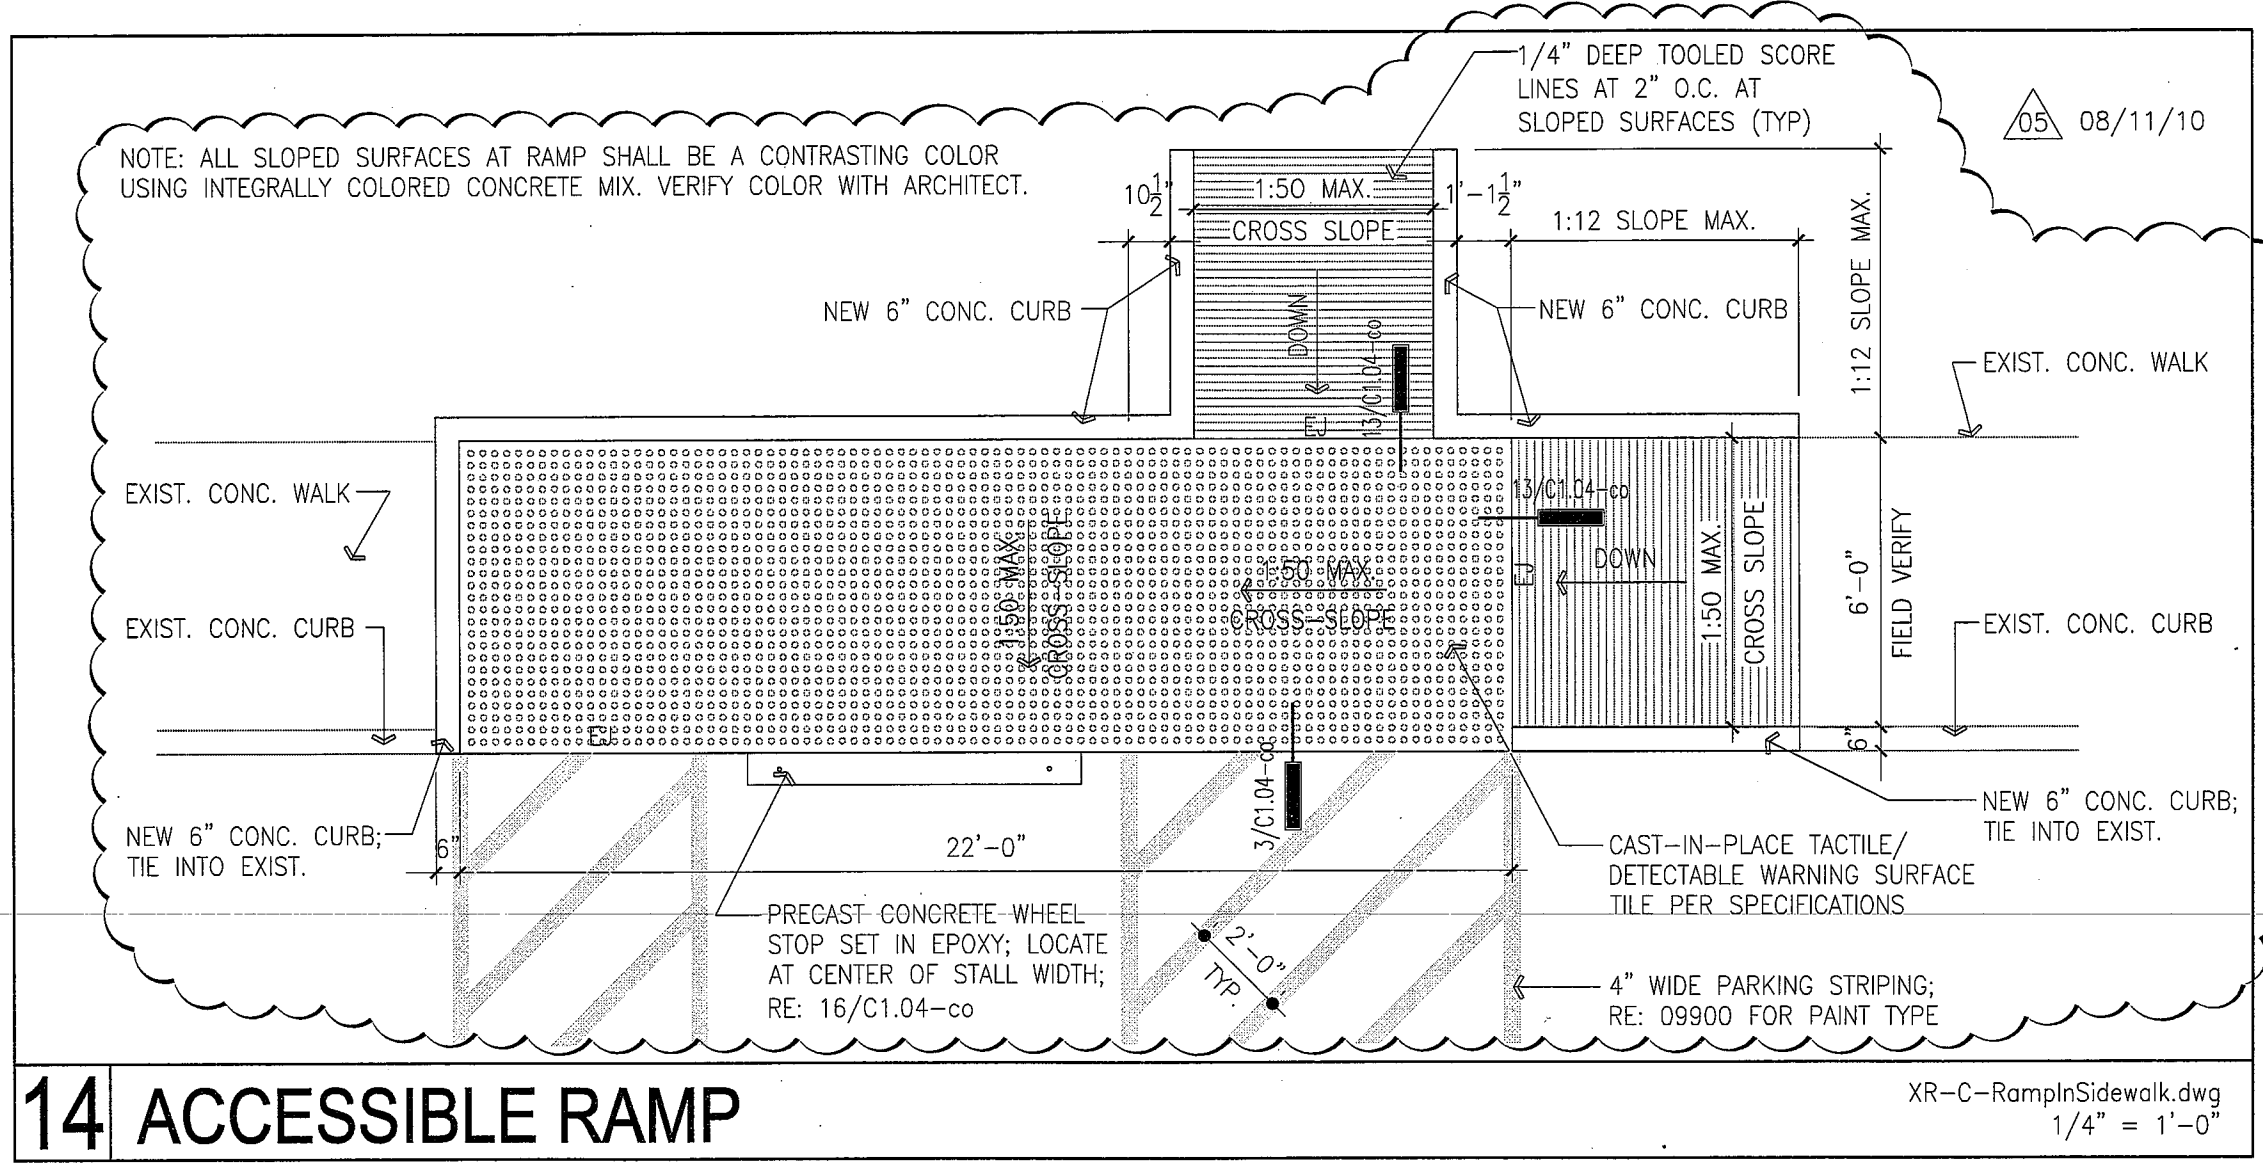 1/4" DEEP TOOLED SCORE
LINES AT 2" O.C. AT
SLOPED SURFACES (TYP)
05
08/11/10
NOTE: ALL SLOPED SURFACES AT RAMP SHALL BE A CONTRASTING COLOR
USING INTEGRALLY COLORED CONCRETE MIX. VERIFY COLOR WITH ARCHITECT.
10 1/2"
1:50 MAX.
CROSS SLOPE
1'-1 1/2"
1:12 SLOPE MAX.
1:12 SLOPE MAX.
NEW 6" CONC. CURB
DOWN
13/C1.04-co
EJ
NEW 6" CONC. CURB
EXIST. CONC. WALK
EXIST. CONC. WALK
EXIST. CONC. CURB
1:50 MAX.
CROSS-SLOPE
1:50 MAX.
CROSS-SLOPE
13/C1.04-co
EJ
DOWN
1:50 MAX.
CROSS SLOPE
6'-0"
FIELD VERIFY
EXIST. CONC. CURB
EJ
6"
3/C1.04-co
NEW 6" CONC. CURB;
TIE INTO EXIST.
6"
22'-0"
NEW 6" CONC. CURB;
TIE INTO EXIST.
CAST-IN-PLACE TACTILE/
DETECTABLE WARNING SURFACE
TILE PER SPECIFICATIONS
PRECAST CONCRETE WHEEL
STOP SET IN EPOXY; LOCATE
AT CENTER OF STALL WIDTH;
RE: 16/C1.04-co
2'-0"
TYP.
4" WIDE PARKING STRIPING;
RE: 09900 FOR PAINT TYPE
14 ACCESSIBLE RAMP
XR-C-RampInSidewalk.dwg
1/4" = 1'-0"